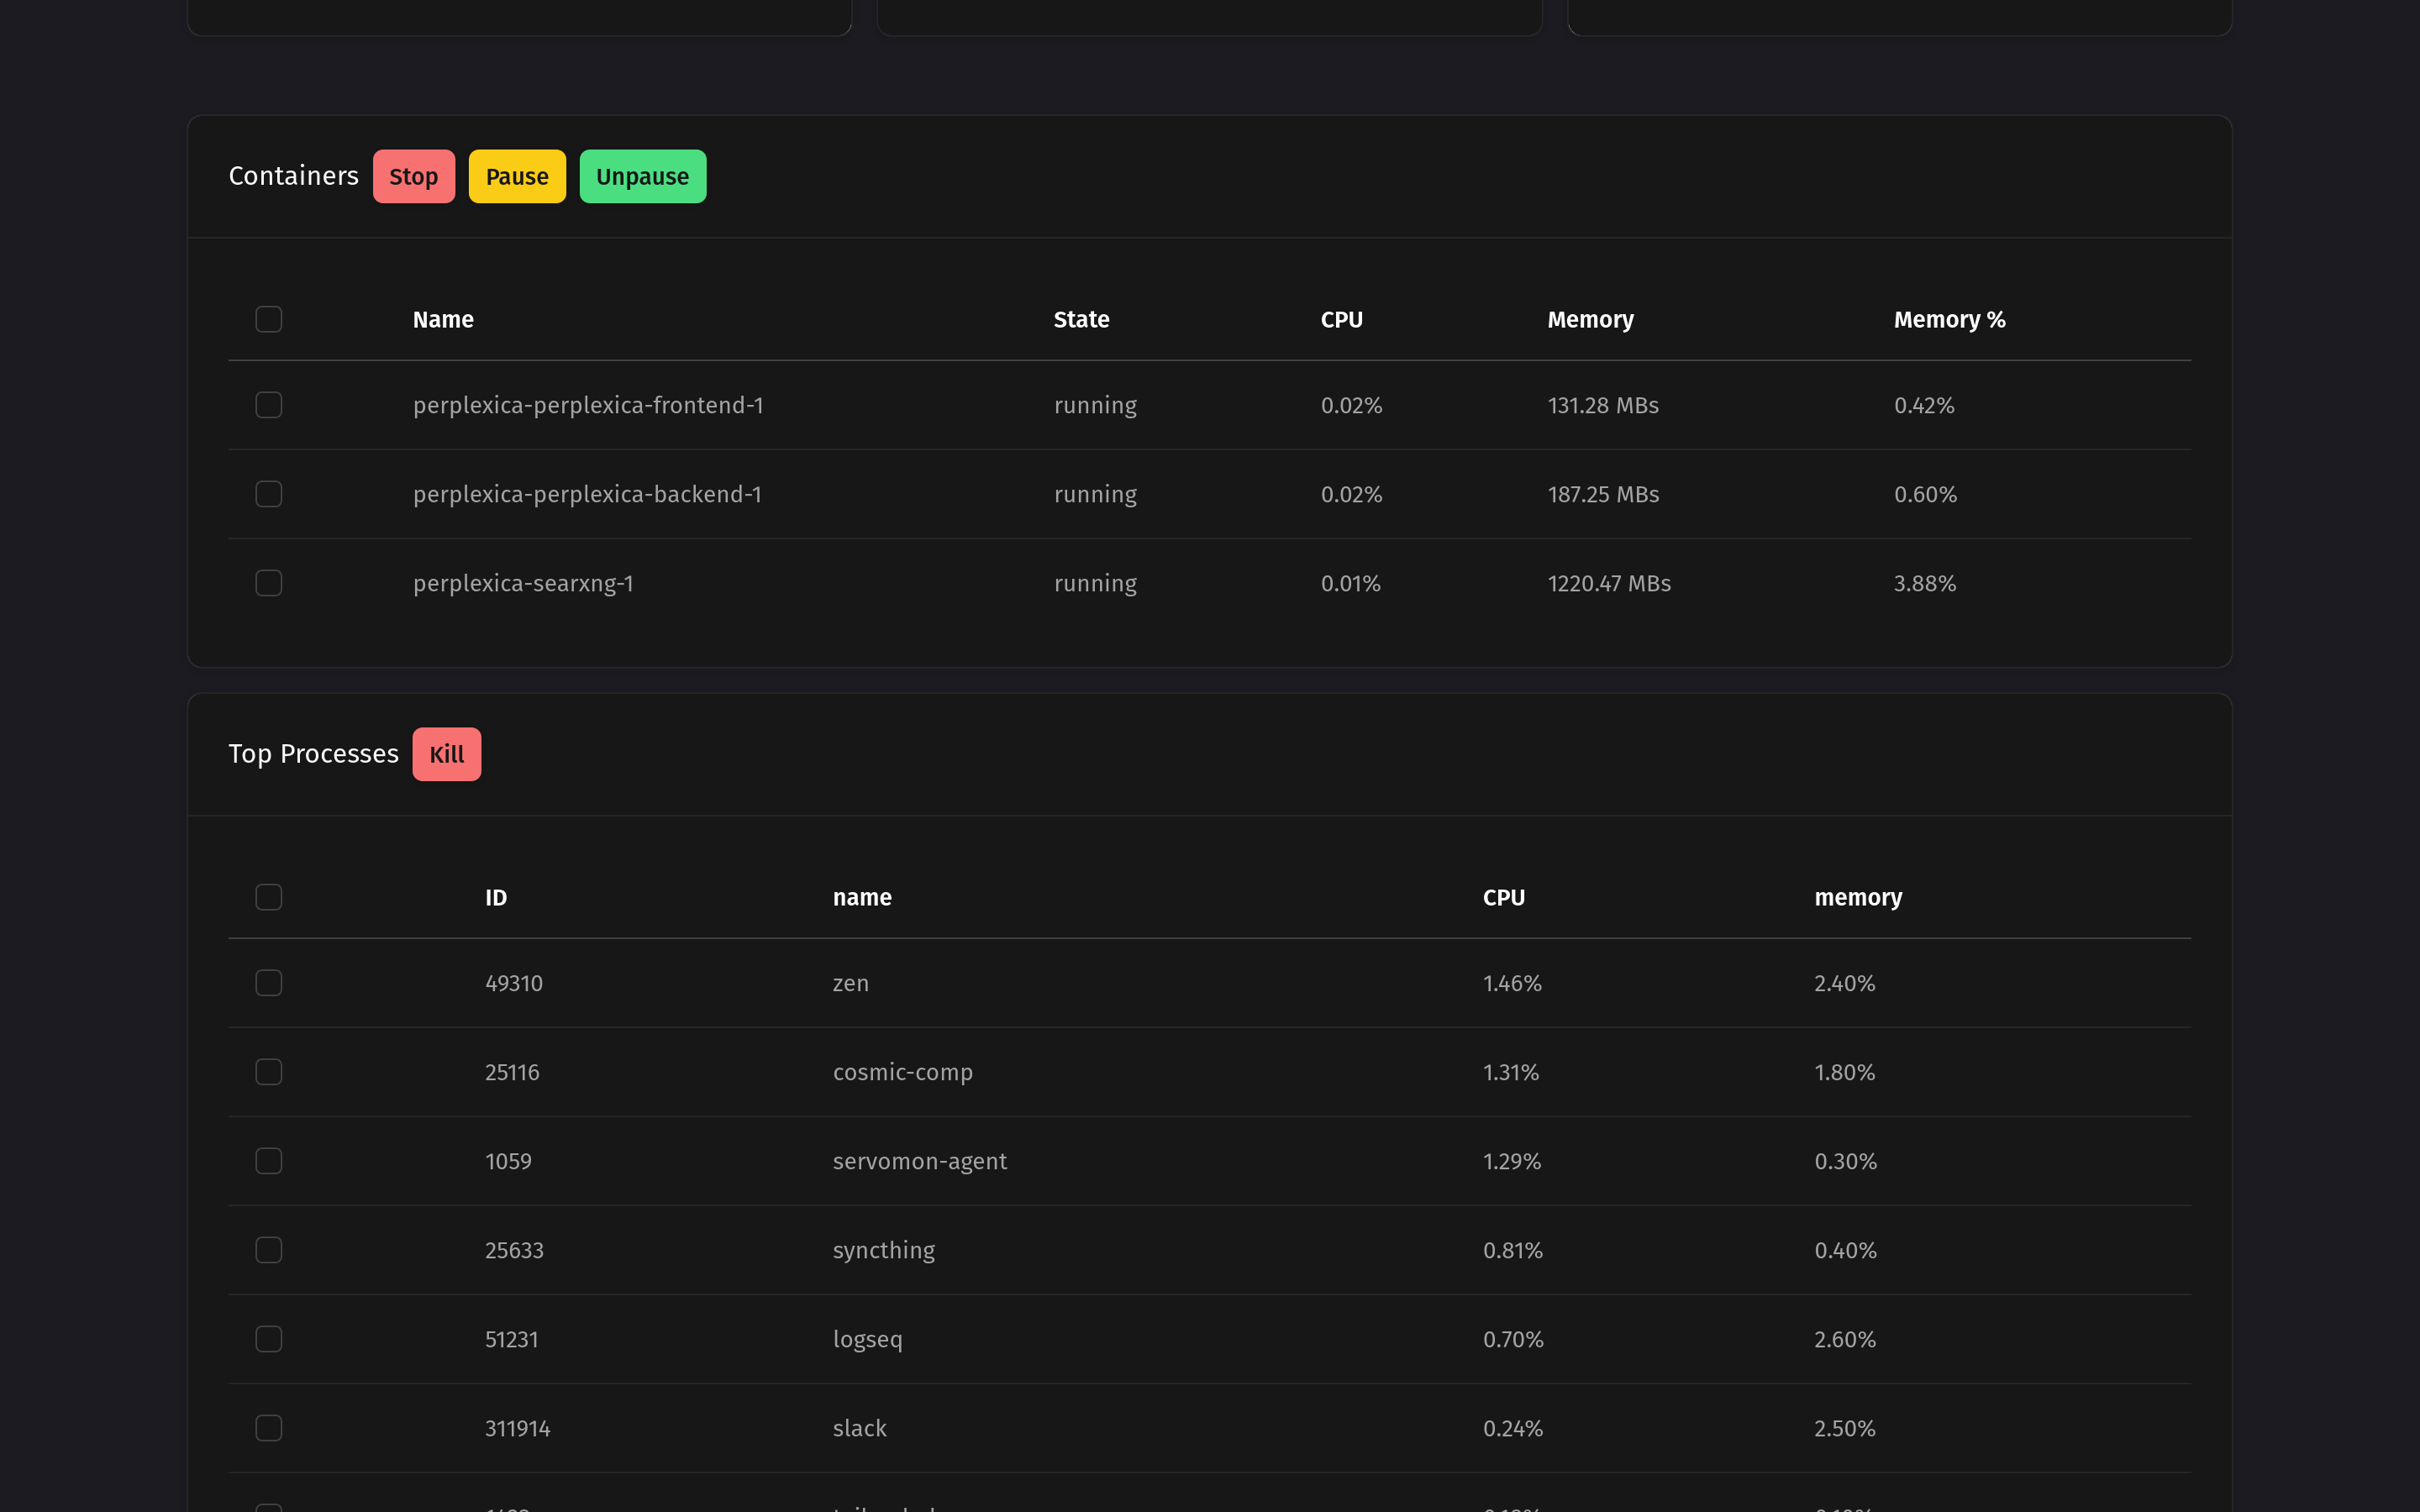 Containers Stop Pause Unpause
Name State CPU Memory Memory %
perplexica-perplexica-frontend-1 running 0.02% 131.28 MBs 0.42%
perplexica-perplexica-backend-1 running 0.02% 187.25 MBs 0.60%
perplexica-searxng-1 running 0.01% 1220.47 MBs 3.88%
Top Processes Kill
ID name CPU memory
49310 zen 1.46% 2.40%
25116 cosmic-comp 1.31% 1.80%
1059 servomon-agent 1.29% 0.30%
25633 syncthing 0.81% 0.40%
51231 logseq 0.70% 2.60%
311914 slack 0.24% 2.50%